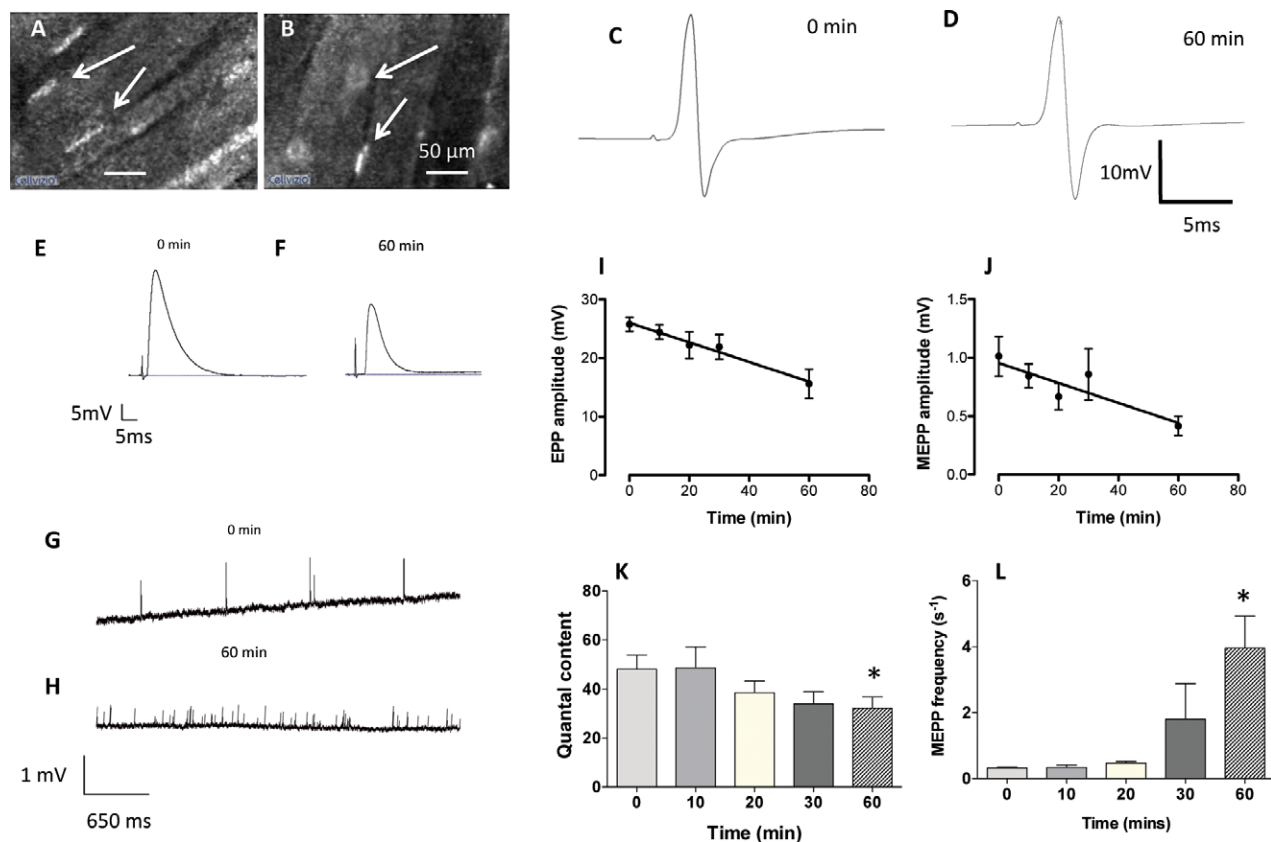 A
B
50 µm
Cellvizio
Cellvizio
C
0 min
D
60 min
10mV
5ms
E
0 min
F
60 min
5mV
5ms
G
0 min
60 min
H
1 mV
650 ms
I
EPP amplitude (mV)
30
20
10
0
0 20 40 60 80
Time (min)
J
MEPP amplitude (mV)
1.5
1.0
0.5
0.0
0 20 40 60 80
Time (min)
K
Quantal content
80
60
40
20
0
*
0 10 20 30 60
Time (min)
L
MEPP frequency (s-1)
6
4
2
0
*
0 10 20 30 60
Time (mins)